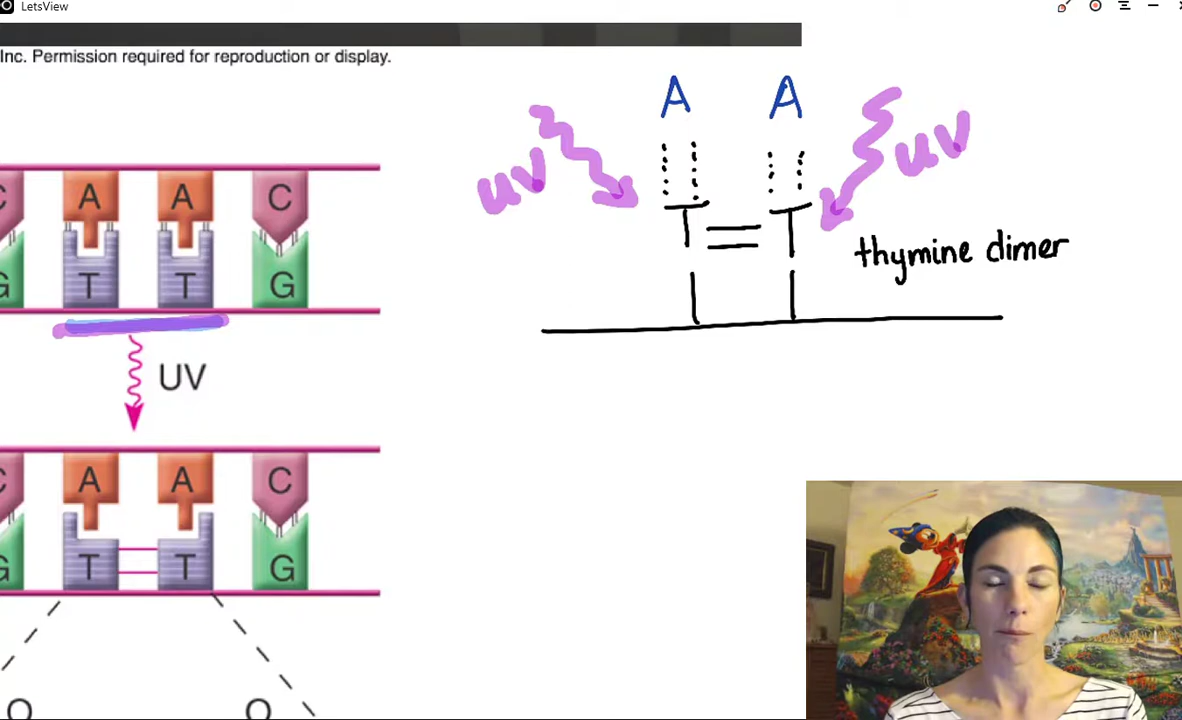 LetsView
Inc. Permission required for reproduction or display.
A A
UV UV
T = T
thymine dimer
C A A C
G T T G
UV
C A A C
G T T G
O O